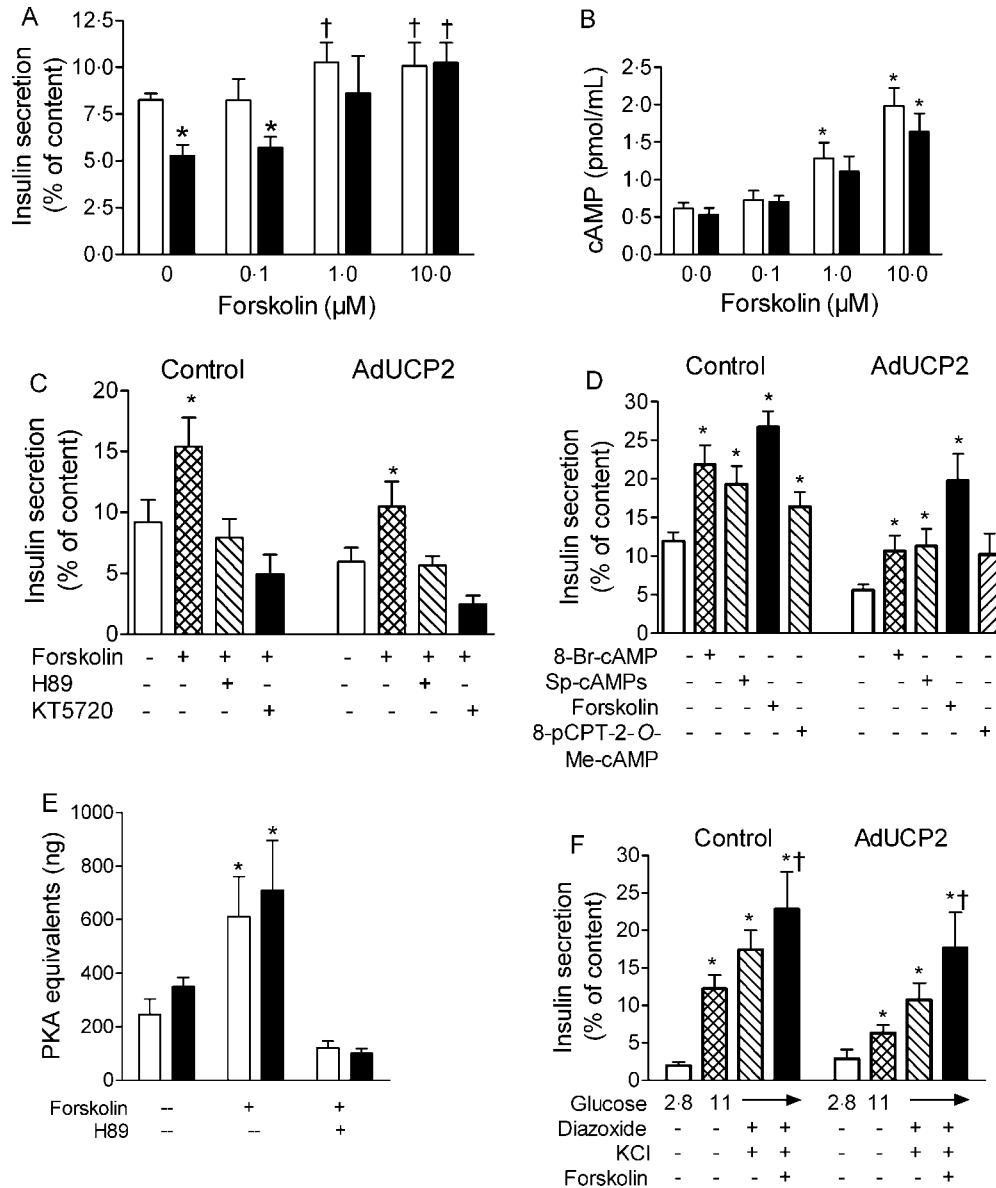 A
Insulin secretion
(% of content)
12·5
10·0
7·5
5·0
2·5
0·0
* * † † †
0 0·1 1·0 10·0
Forskolin (µM)
B
cAMP (pmol/mL)
2·5
2·0
1·5
1·0
0·5
0·0
* * *
0·0 0·1 1·0 10·0
Forskolin (µM)
C
Control AdUCP2
Insulin secretion
(% of content)
20
15
10
5
0
* *
Forskolin - + + + - + + +
H89 - - + - - - + -
KT5720 - - - + - - - +
D
Control AdUCP2
Insulin secretion
(% of content)
30
25
20
15
10
5
0
* * * * * * *
8-Br-cAMP - + - - - - + - - -
Sp-cAMPs - - + - - - - + - -
Forskolin - - - + - - - - + -
8-pCPT-2-O- - - - - + - - - - +
Me-cAMP
E
PKA equivalents (ng)
1000
800
600
400
200
0
* *
Forskolin -- + +
H89 -- -- +
F
Control AdUCP2
Insulin secretion
(% of content)
30
25
20
15
10
5
0
* * *† * * *†
Glucose 2·8 11 2·8 11
Diazoxide - - + + - - + +
KCl - - + + - - + +
Forskolin - - - + - - - +